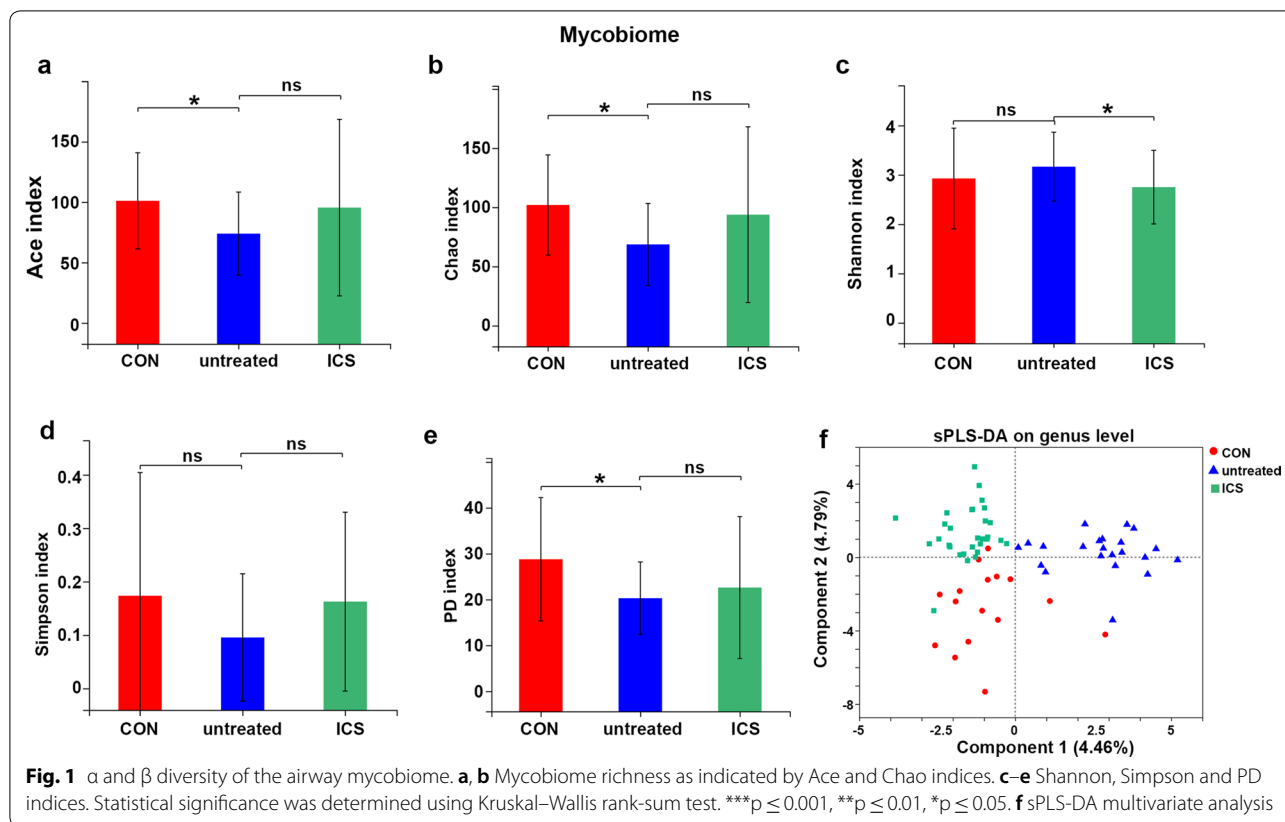 Mycobiome
a
ns
*
150
100
50
0
Ace index
CON untreated ICS
b
ns
*
150
100
50
0
Chao index
CON untreated ICS
c
ns *
4
3
2
1
0
Shannon index
CON untreated ICS
d
ns ns
0.4
0.3
0.2
0.1
0
Simpson index
CON untreated ICS
e
* ns
40
30
20
10
0
PD index
CON untreated ICS
f
sPLS-DA on genus level
CON
untreated
ICS
4
0
-4
-8
Component 2 (4.79%)
-5 -2.5 0 2.5 5
Component 1 (4.46%)
Fig. 1 α and β diversity of the airway mycobiome. a, b Mycobiome richness as indicated by Ace and Chao indices. c–e Shannon, Simpson and PD
indices. Statistical significance was determined using Kruskal–Wallis rank-sum test. ***p ≤ 0.001, **p ≤ 0.01, *p ≤ 0.05. f sPLS-DA multivariate analysis